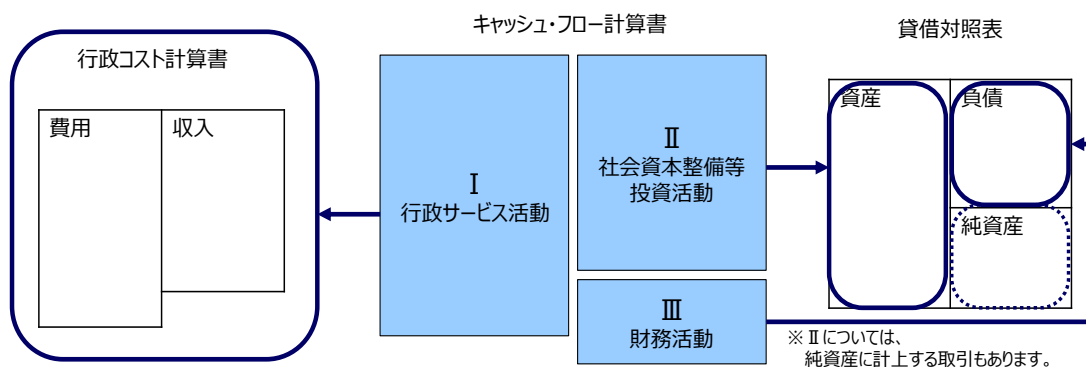 キャッシュ・フロー計算書
行政コスト計算書
費用
収入
Ⅰ
行政サービス活動
Ⅱ
社会資本整備等
投資活動
Ⅲ
財務活動
貸借対照表
資産
負債
純資産
※ Ⅱについては、
純資産に計上する取引もあります。